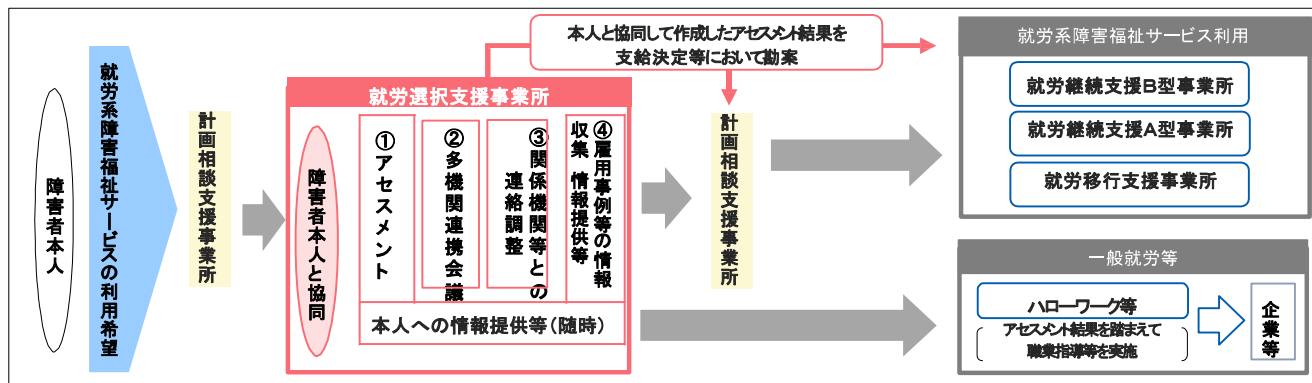 障害者本人
就労系障害福祉サービスの利用希望
計画相談支援事業所
就労選択支援事業所
障害者本人と協同
①アセスメント
②多機関連携会議
③関係機関等との
連絡調整
④雇用事例等の情報
収集 情報提供等
本人への情報提供等(随時)
本人と協同して作成したアセスメント結果を
支給決定等において勘案
計画相談支援事業所
就労系障害福祉サービス利用
就労継続支援B型事業所
就労継続支援A型事業所
就労移行支援事業所
一般就労等
ハローワーク等
アセスメント結果を踏まえて
職業指導等を実施
企業等